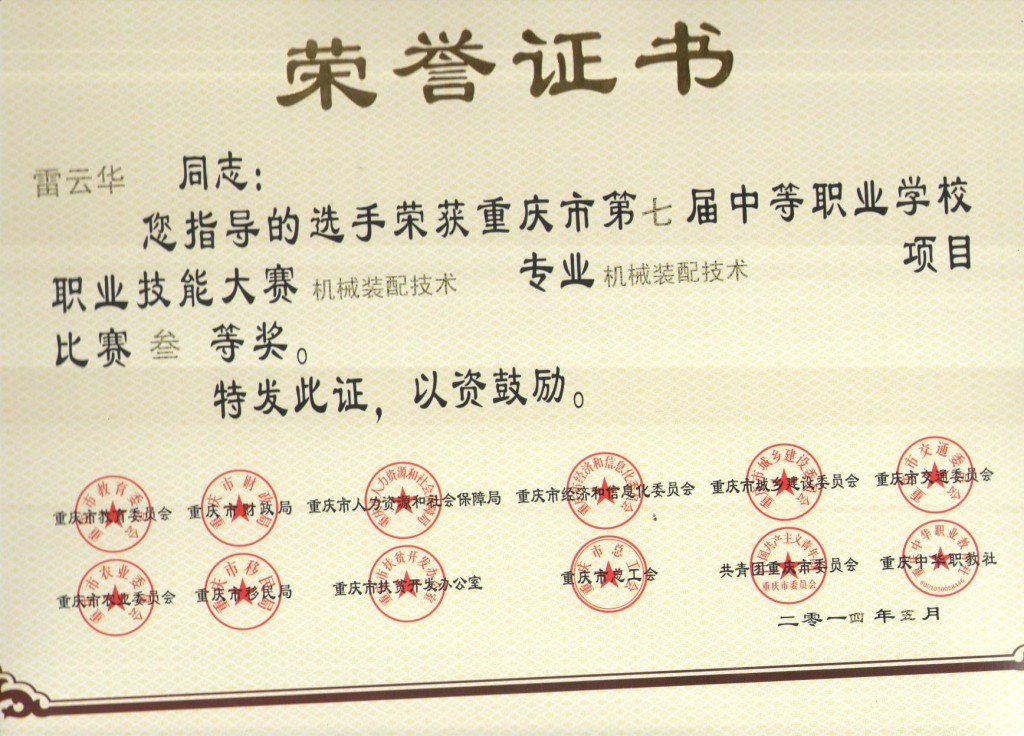 荣誉证书
雷云华 同志：
您指导的选手荣获重庆市第七届中等职业学校
职业技能大赛 机械装配技术 专业 机械装配技术 项目
比赛 叁 等奖。
特发此证，以资鼓励。
重庆市教育委员会 重庆市财政局 重庆市人力资源和社会保障局 重庆市经济和信息化委员会 重庆市城乡建设委员会 重庆市交通委员会
重庆市农业委员会 重庆市移民局 重庆市扶贫开发办公室 重庆市总工会 共青团重庆市委员会 重庆中华职教社
二零一四年五月